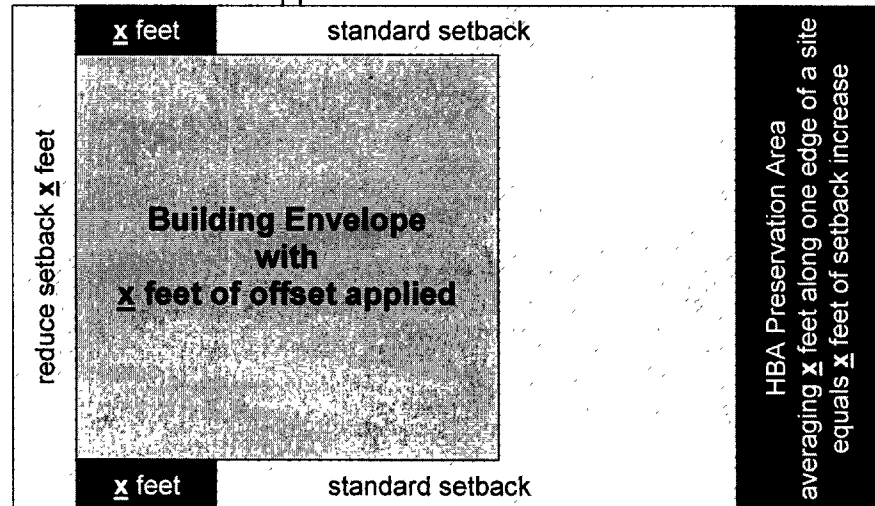 x feet
standard setback
reduce setback x feet
Building Envelope
with
x feet of offset applied
HBA Preservation Area
averaging x feet along one edge of a site
equals x feet of setback increase
x feet
standard setback